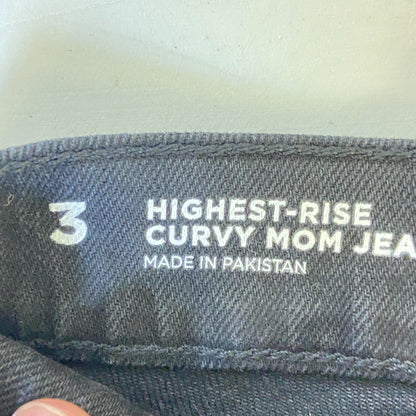 3
HIGHEST-RISE
CURVY MOM JEA
MADE IN PAKISTAN